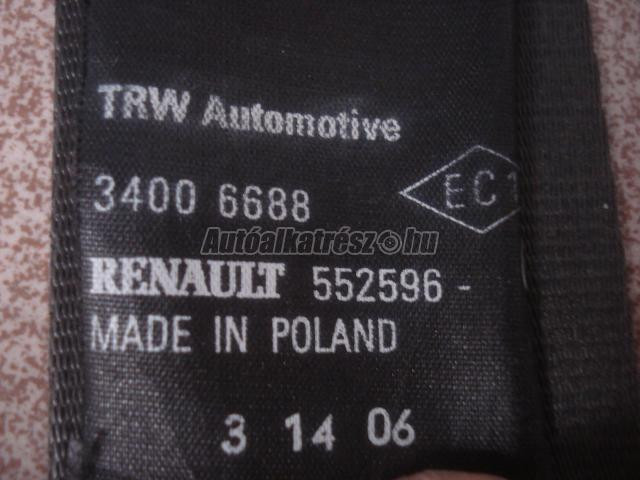 TRW Automotive
3400 6688
EC1
Autóalkatrész.hu
RENAULT 552596-
MADE IN POLAND
3 14 06